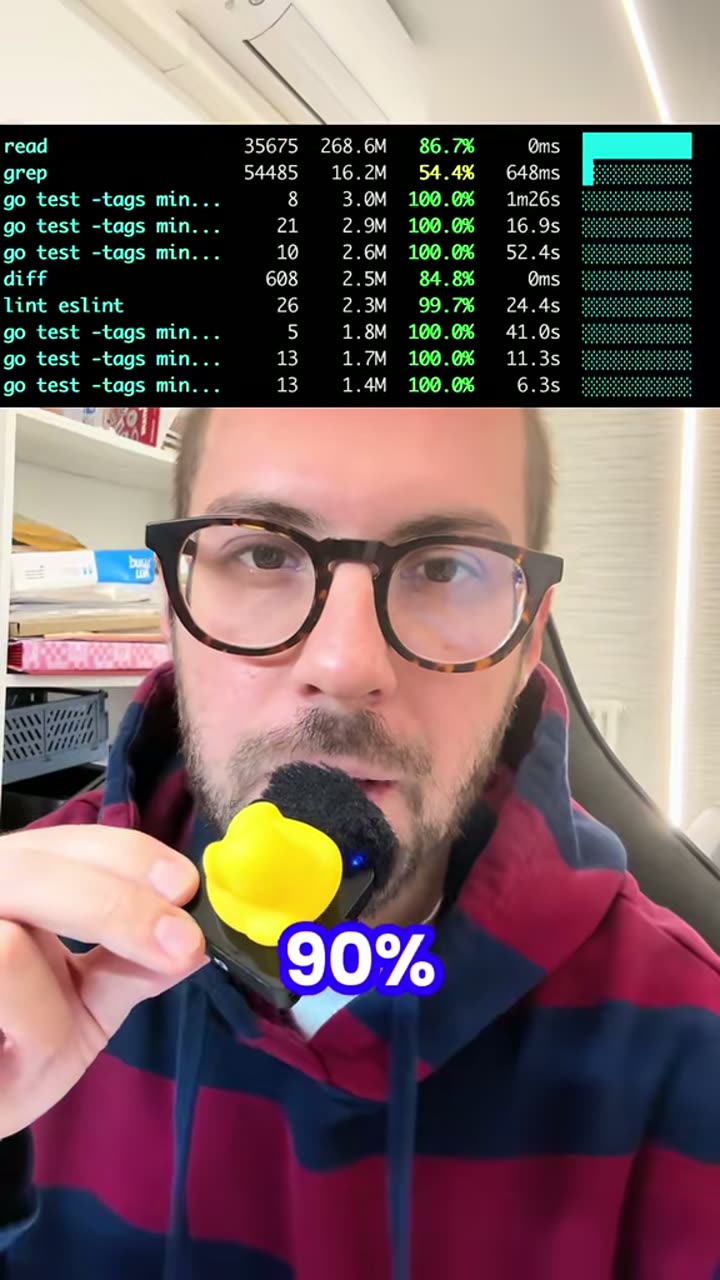 read 35675 268.6M 86.7% 0ms
grep 54485 16.2M 54.4% 648ms
go test -tags min... 8 3.0M 100.0% 1m26s
go test -tags min... 21 2.9M 100.0% 16.9s
go test -tags min... 10 2.6M 100.0% 52.4s
diff 608 2.5M 84.8% 0ms
lint eslint 26 2.3M 99.7% 24.4s
go test -tags min... 5 1.8M 100.0% 41.0s
go test -tags min... 13 1.7M 100.0% 11.3s
go test -tags min... 13 1.4M 100.0% 6.3s
90%